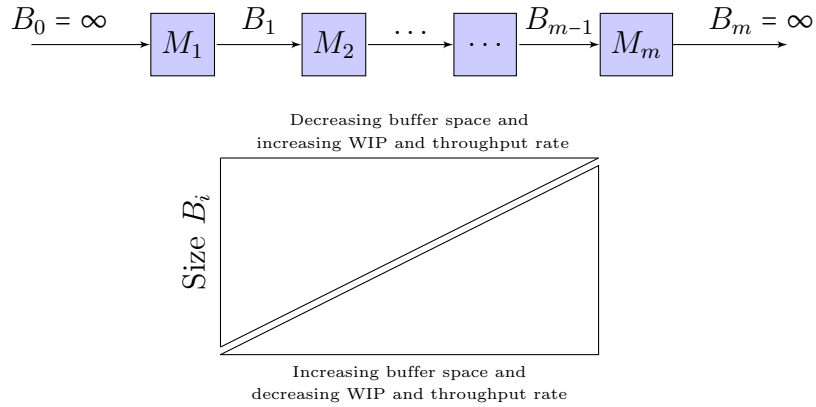 B₀ = ∞ M₁ B₁ M₂ ⋯ ⋯ Bₘ₋₁ Mₘ Bₘ = ∞
Decreasing buffer space and
increasing WIP and throughput rate
Size Bᵢ
Increasing buffer space and
decreasing WIP and throughput rate